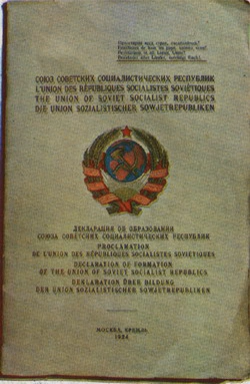 СОЮЗ СОВЕТСКИХ СОЦИАЛИСТИЧЕСКИХ РЕСПУБЛИК
L'UNION DES RÉPUBLIQUES SOCIALISTES SOVIÉTIQUES
THE UNION OF SOVIET SOCIALIST REPUBLICS
DIE UNION SOZIALISTISCHER SOWJETREPUBLIKEN
ДЕКЛАРАЦИЯ ОБ ОБРАЗОВАНИИ
СОЮЗА СОВЕТСКИХ СОЦИАЛИСТИЧЕСКИХ РЕСПУБЛИК
PROCLAMATION
DE L'UNION DES RÉPUBLIQUES SOCIALISTES SOVIÉTIQUES
DECLARATION OF FORMATION
OF THE UNION OF SOVIET SOCIALIST REPUBLICS
DEKLARATION ÜBER BILDUNG
DER UNION SOZIALISTISCHER SOWJETREPUBLIKEN
МОСКВА, КРЕМЛЬ
1924